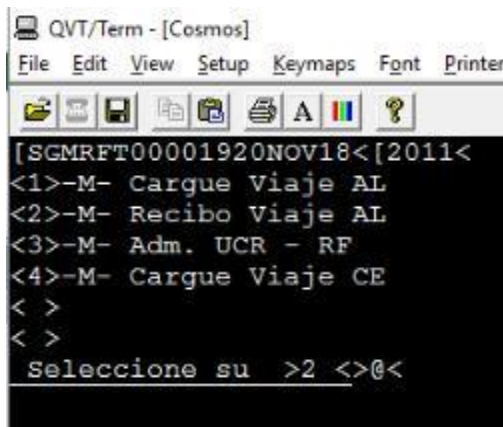 QVT/Term - [Cosmos]
File Edit View Setup Keymaps Font Printer
A ?
[SGMRFT00001920NOV18<[2011<
<1>-M- Cargue Viaje AL
<2>-M- Recibo Viaje AL
<3>-M- Adm. UCR - RF
<4>-M- Cargue Viaje CE
< >
< >
Seleccione su >2 <>@<